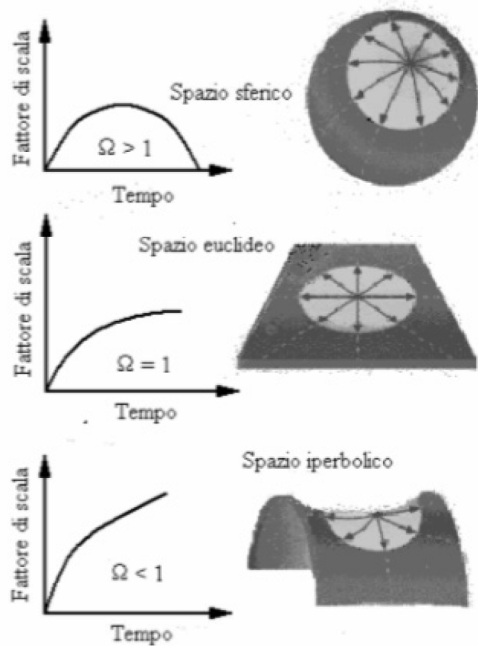 Fattore di scala
Spazio sferico
Ω > 1
Tempo
Fattore di scala
Spazio euclideo
Ω = 1
Tempo
Fattore di scala
Spazio iperbolico
Ω < 1
Tempo